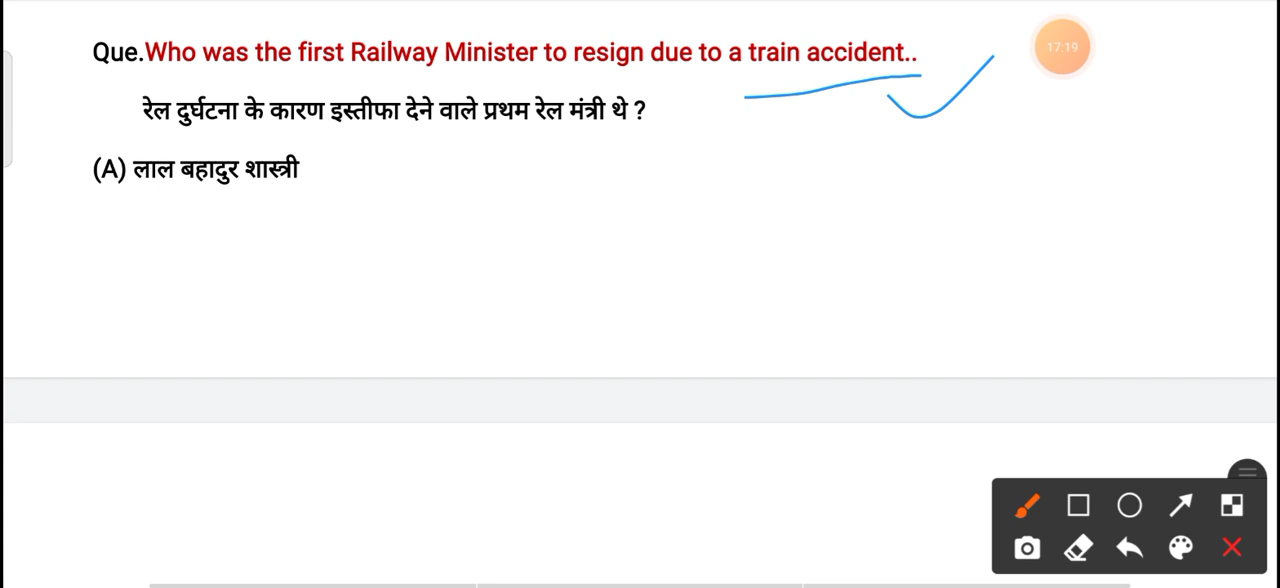 Que.Who was the first Railway Minister to resign due to a train accident..
17:19
रेल दुर्घटना के कारण इस्तीफा देने वाले प्रथम रेल मंत्री थे ?
(A) लाल बहादुर शास्त्री